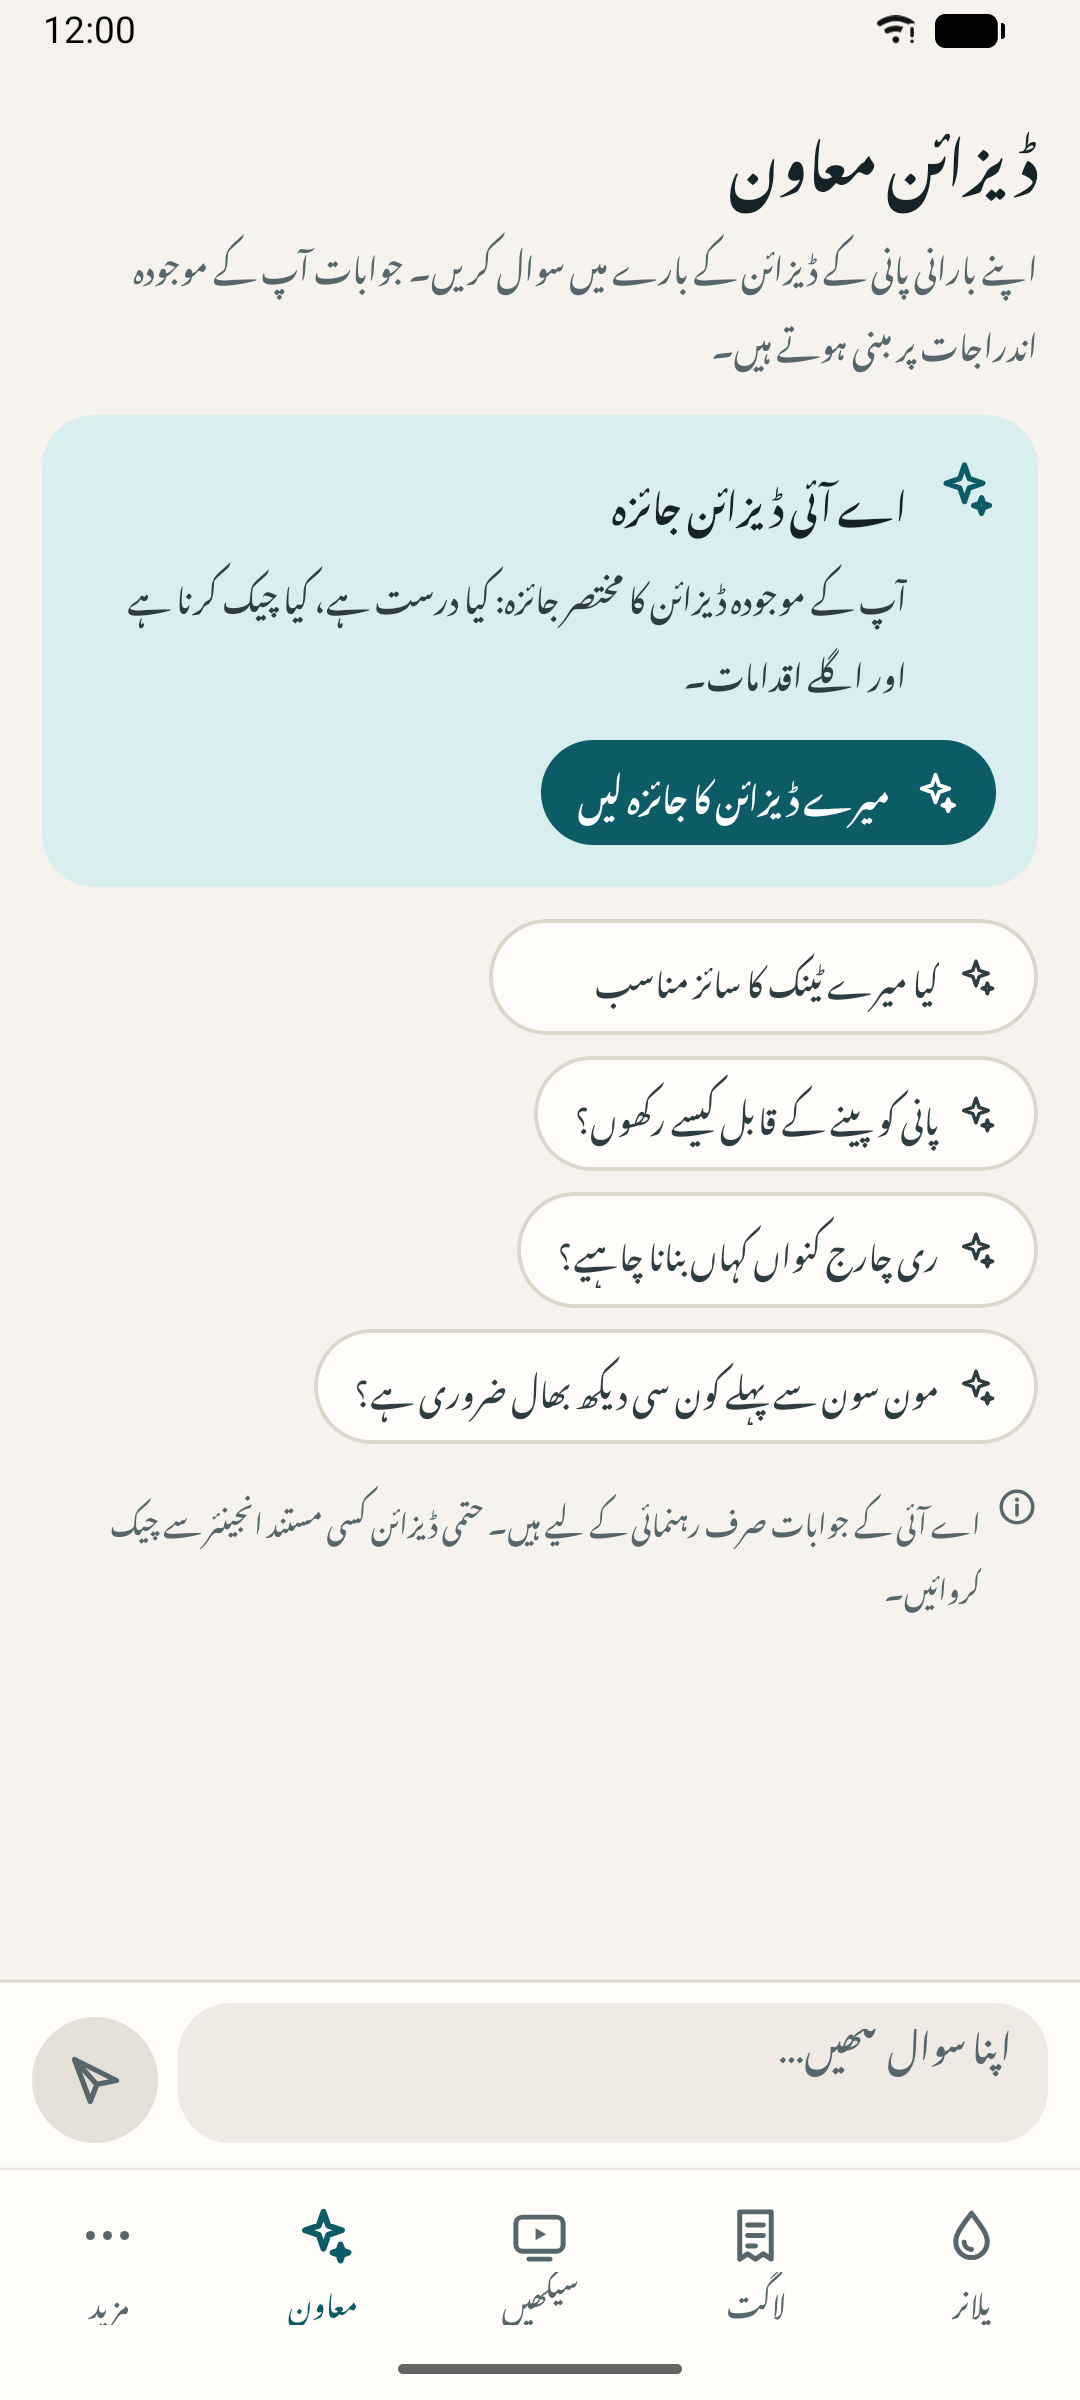 12:00
ڈیزائن معاون
اپنے بارانی پانی کے ڈیزائن کے بارے میں سوال کریں۔ جوابات آپ کے موجودہ
اندراجات پر مبنی ہوتے ہیں۔
اے آئی ڈیزائن جائزہ
آپ کے موجودہ ڈیزائن کا مختصر جائزہ: کیا درست ہے، کیا چیک کرنا ہے
اور اگلے اقدامات۔
میرے ڈیزائن کا جائزہ لیں
کیا میرے ٹینک کا سائز مناسب
پانی کو پینے کے قابل کیسے رکھوں؟
ری چارج کنواں کہاں بنانا چاہیے؟
مون سون سے پہلے کون سی دیکھ بھال ضروری ہے؟
اے آئی کے جوابات صرف رہنمائی کے لیے ہیں۔ حتمی ڈیزائن کسی مستند انجینئر سے چیک
کروائیں۔
اپنا سوال لکھیں...
پلانر
لاگت
سیکھیں
معاون
مزید